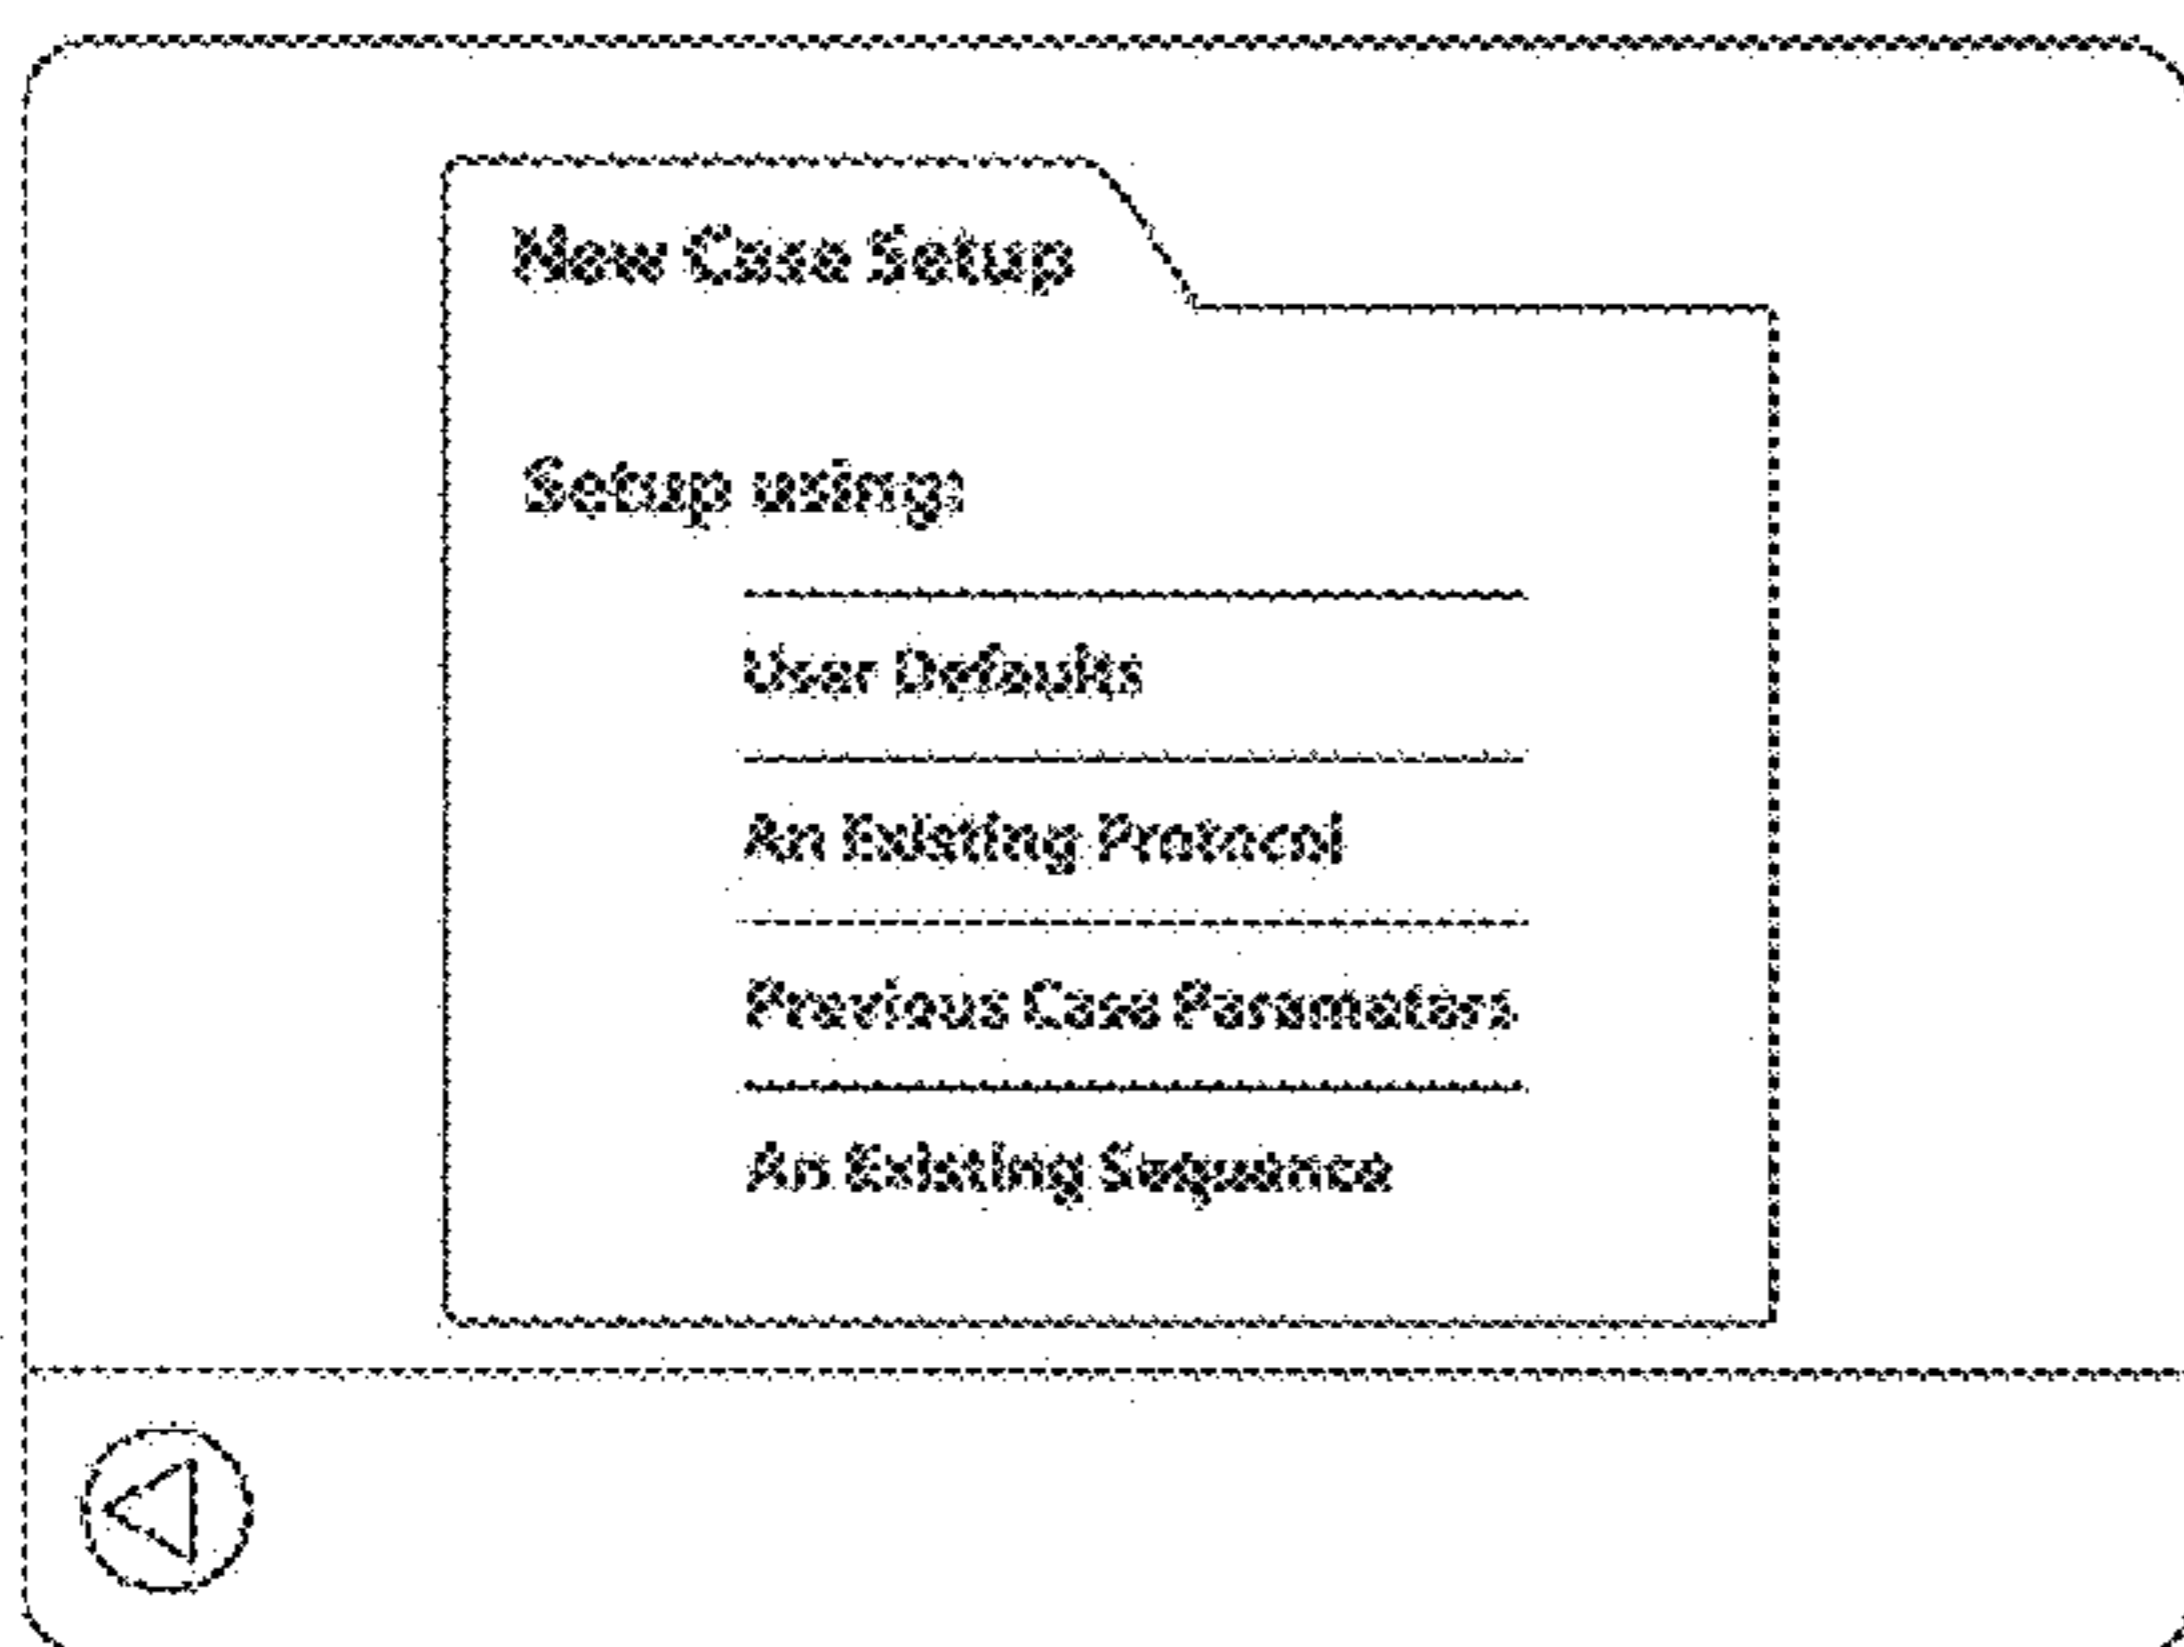 New Case Setup
Setup using:
User Defaults
An Existing Protocol
Previous Case Parameters
An Existing Sequence